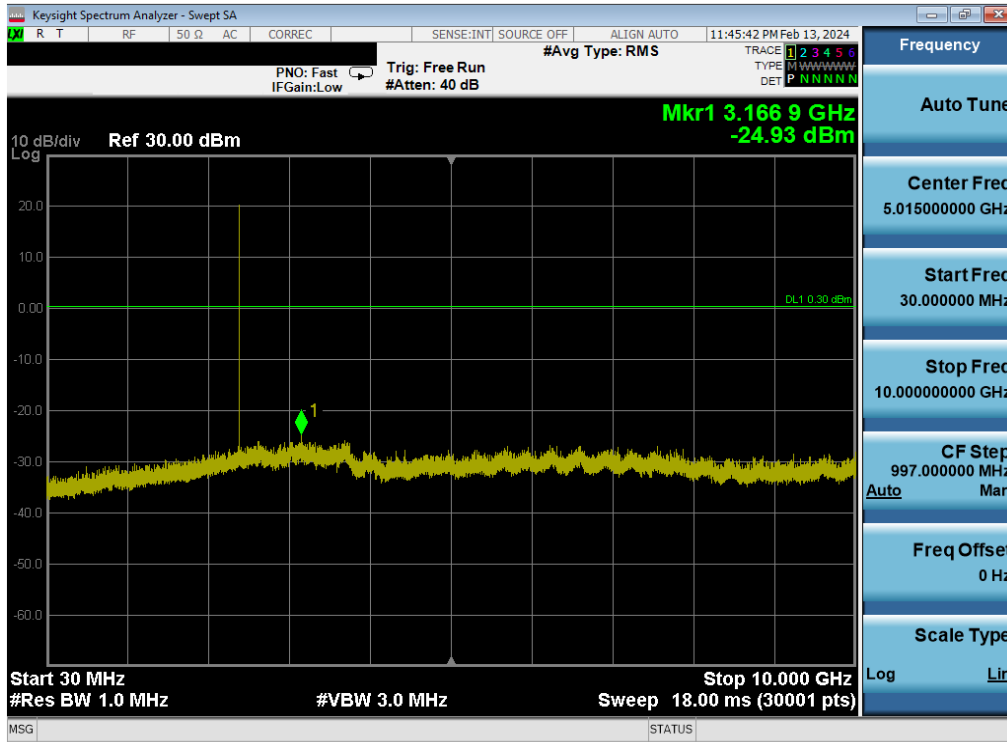 Keysight Spectrum Analyzer - Swept SA
LXI R T RF 50 Ω AC CORREC SENSE:INT SOURCE OFF ALIGN AUTO 11:45:42 PM Feb 13, 2024
PNO: Fast
IFGain:Low
Trig: Free Run
#Atten: 40 dB
#Avg Type: RMS
TRACE 1 2 3 4 5 6
TYPE M WWWWW
DET P N N N N N
Mkr1 3.166 9 GHz
-24.93 dBm
10 dB/div
Log
Ref 30.00 dBm
20.0
10.0
0.00
-10.0
-20.0
-30.0
-40.0
-50.0
-60.0
DL1 0.30 dBm
1
Start 30 MHz
Stop 10.000 GHz
#Res BW 1.0 MHz
#VBW 3.0 MHz
Sweep 18.00 ms (30001 pts)
MSG
STATUS
Frequency
Auto Tune
Center Freq
5.015000000 GHz
Start Freq
30.000000 MHz
Stop Freq
10.000000000 GHz
CF Step
997.000000 MHz
Auto Man
Freq Offset
0 Hz
Scale Type
Log Lin